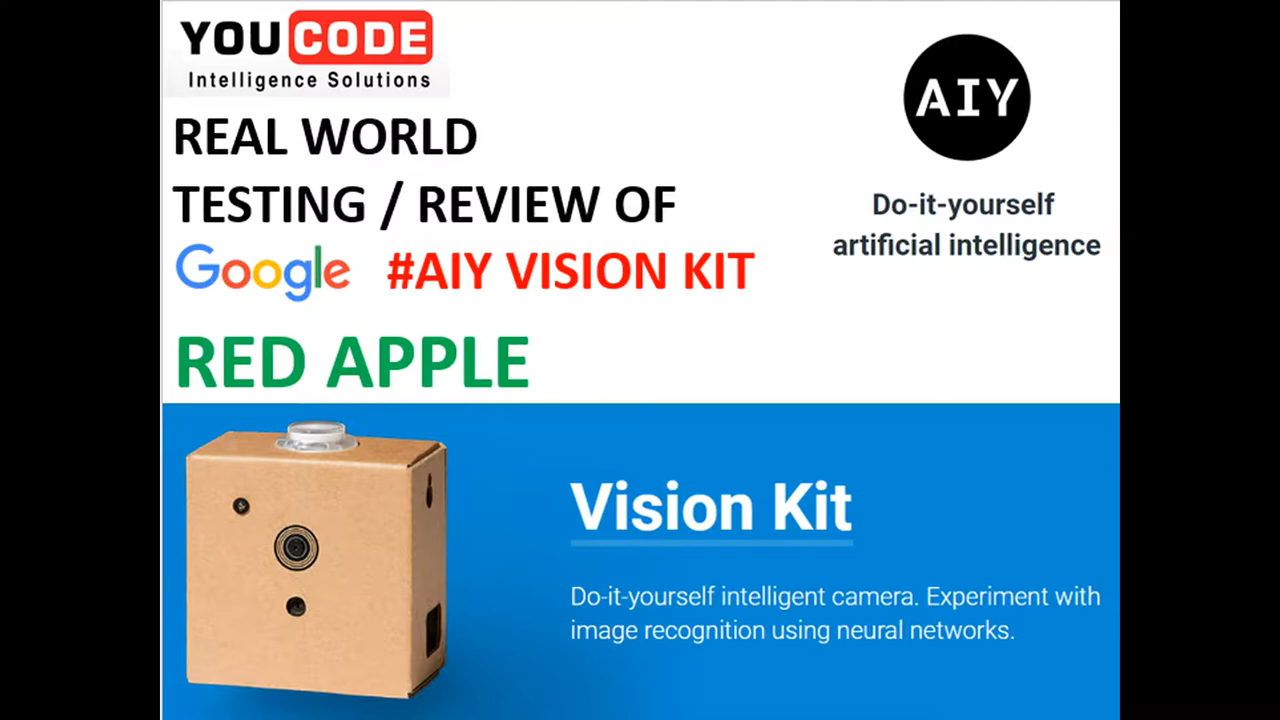 YOUCODE
Intelligence Solutions
REAL WORLD
TESTING / REVIEW OF
Google #AIY VISION KIT
RED APPLE
AIY
Do-it-yourself
artificial intelligence
Vision Kit
Do-it-yourself intelligent camera. Experiment with
image recognition using neural networks.